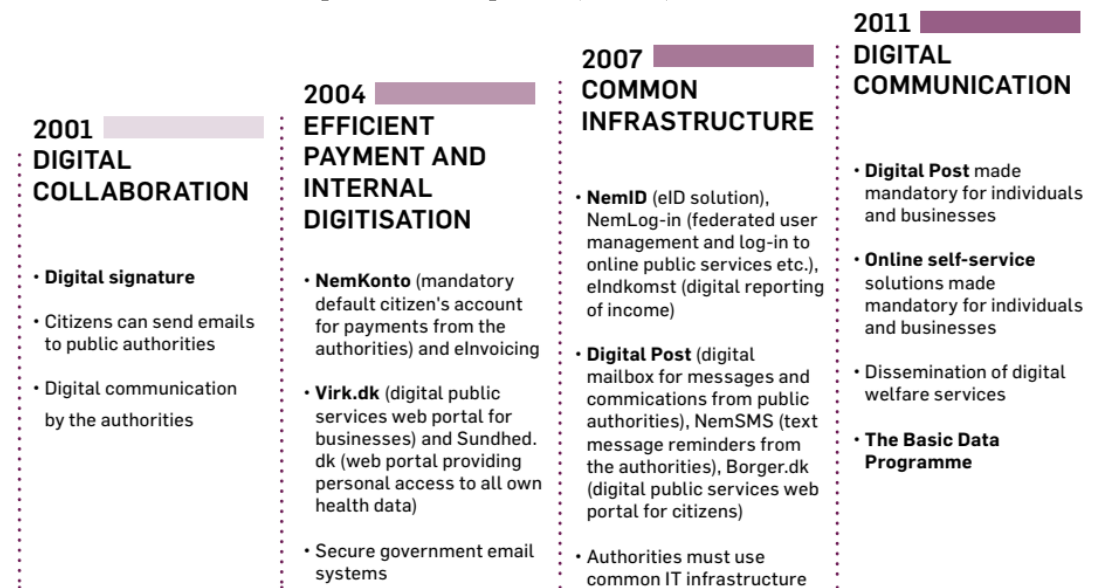 2001
DIGITAL
COLLABORATION
• Digital signature
• Citizens can send emails
to public authorities
• Digital communication
by the authorities
2004
EFFICIENT
PAYMENT AND
INTERNAL
DIGITISATION
• NemKonto (mandatory
default citizen's account
for payments from the
authorities) and eInvoicing
• Virk.dk (digital public
services web portal for
businesses) and Sundhed.
dk (web portal providing
personal access to all own
health data)
• Secure government email
systems
2007
COMMON
INFRASTRUCTURE
• NemID (eID solution),
NemLog-in (federated user
management and log-in to
online public services etc.),
eIndkomst (digital reporting
of income)
• Digital Post (digital
mailbox for messages and
commications from public
authorities), NemSMS (text
message reminders from
the authorities), Borger.dk
(digital public services web
portal for citizens)
• Authorities must use
common IT infrastructure
2011
DIGITAL
COMMUNICATION
• Digital Post made
mandatory for individuals
and businesses
• Online self-service
solutions made
mandatory for individuals
and businesses
• Dissemination of digital
welfare services
• The Basic Data
Programme